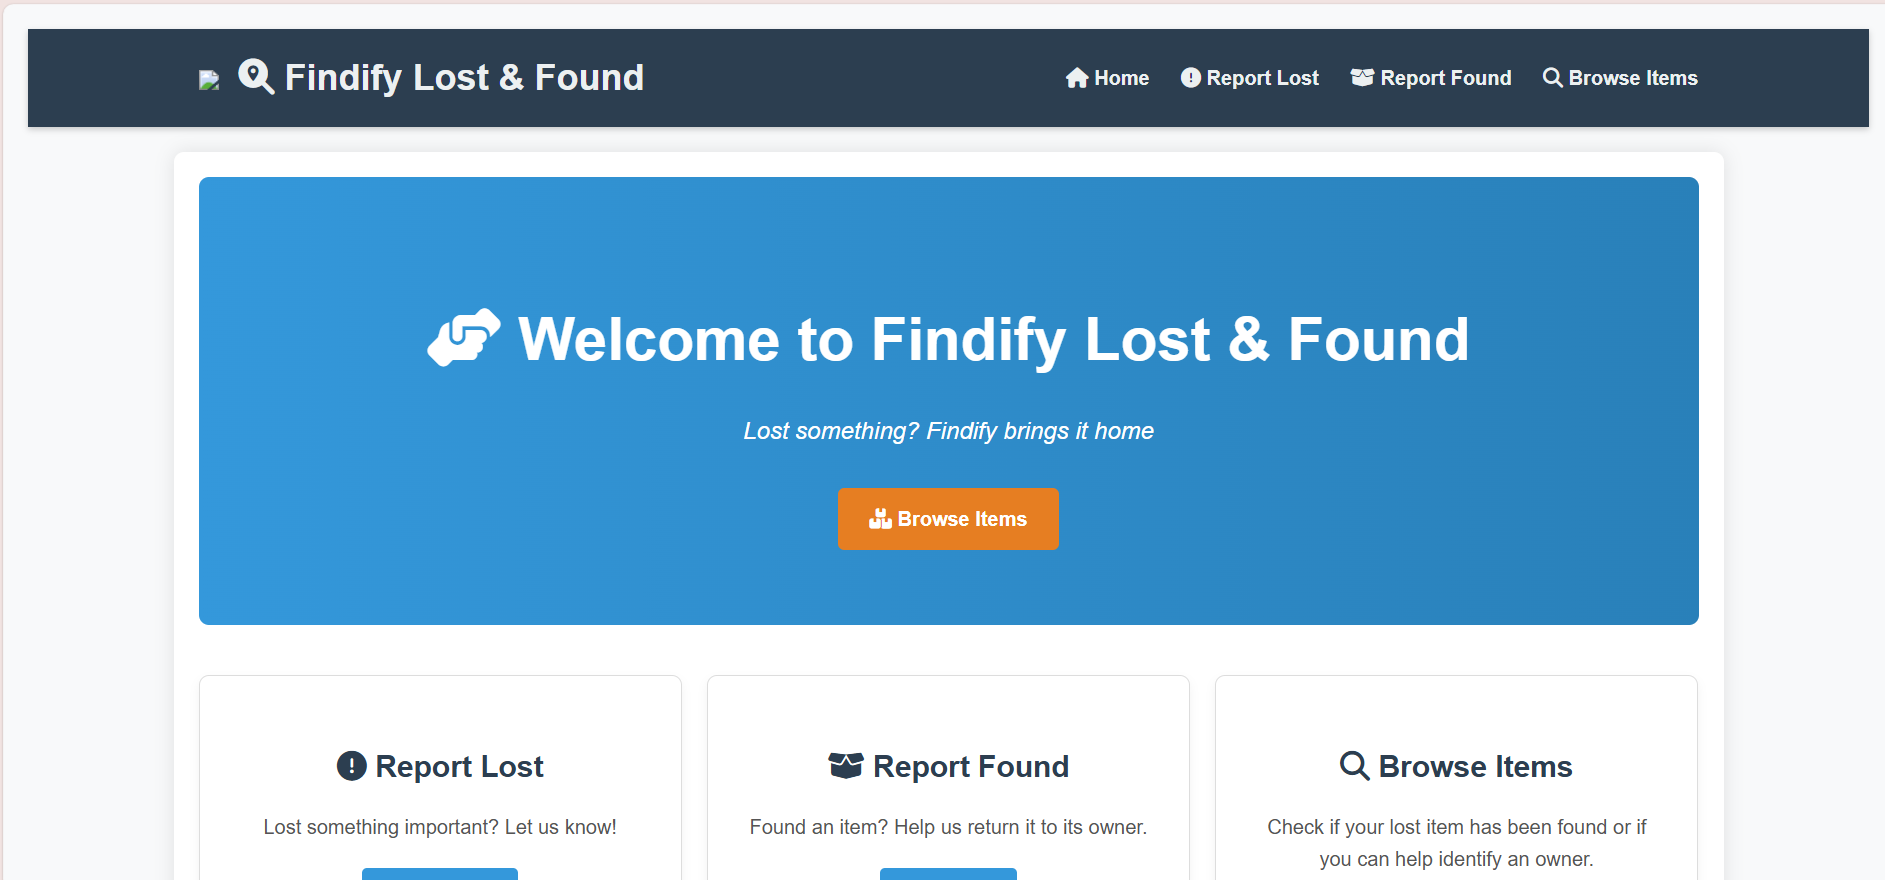 Findify Lost & Found
Home
Report Lost
Report Found
Browse Items
Welcome to Findify Lost & Found
Lost something? Findify brings it home
Browse Items
Report Lost
Lost something important? Let us know!
Report Found
Found an item? Help us return it to its owner.
Browse Items
Check if your lost item has been found or if
you can help identify an owner.